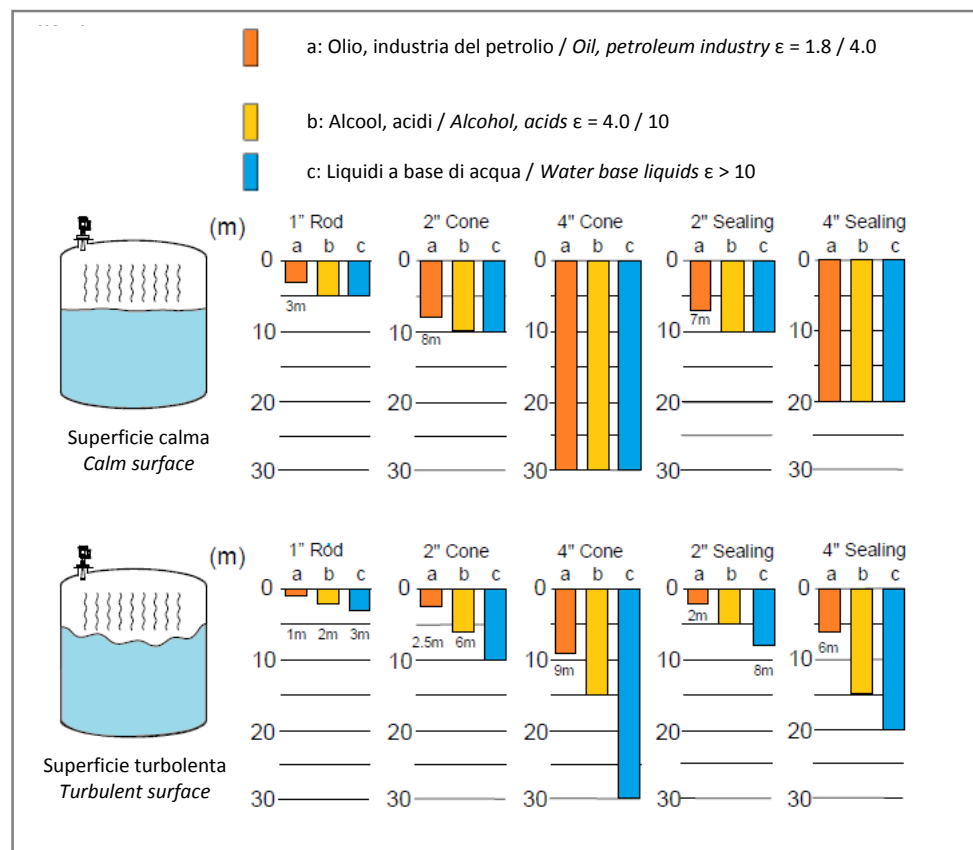 a: Olio, industria del petrolio / Oil, petroleum industry ε = 1.8 / 4.0
b: Alcool, acidi / Alcohol, acids ε = 4.0 / 10
c: Liquidi a base di acqua / Water base liquids ε > 10
(m) 1" Rod 2" Cone 4" Cone 2" Sealing 4" Sealing
a b c a b c a b c a b c a b c
0 0 0 0 0
3m 7m
10 10 8m 10 10 10
20 20 20 20 20
30 30 30 30 30
Superficie calma
Calm surface
(m) 1" Rod 2" Cone 4" Cone 2" Sealing 4" Sealing
a b c a b c a b c a b c a b c
0 0 0 0 0
1m 2m 3m 2.5m 6m 2m 6m
10 10 10 9m 10 8m 10
20 20 20 20 20
30 30 30 30 30
Superficie turbolenta
Turbulent surface